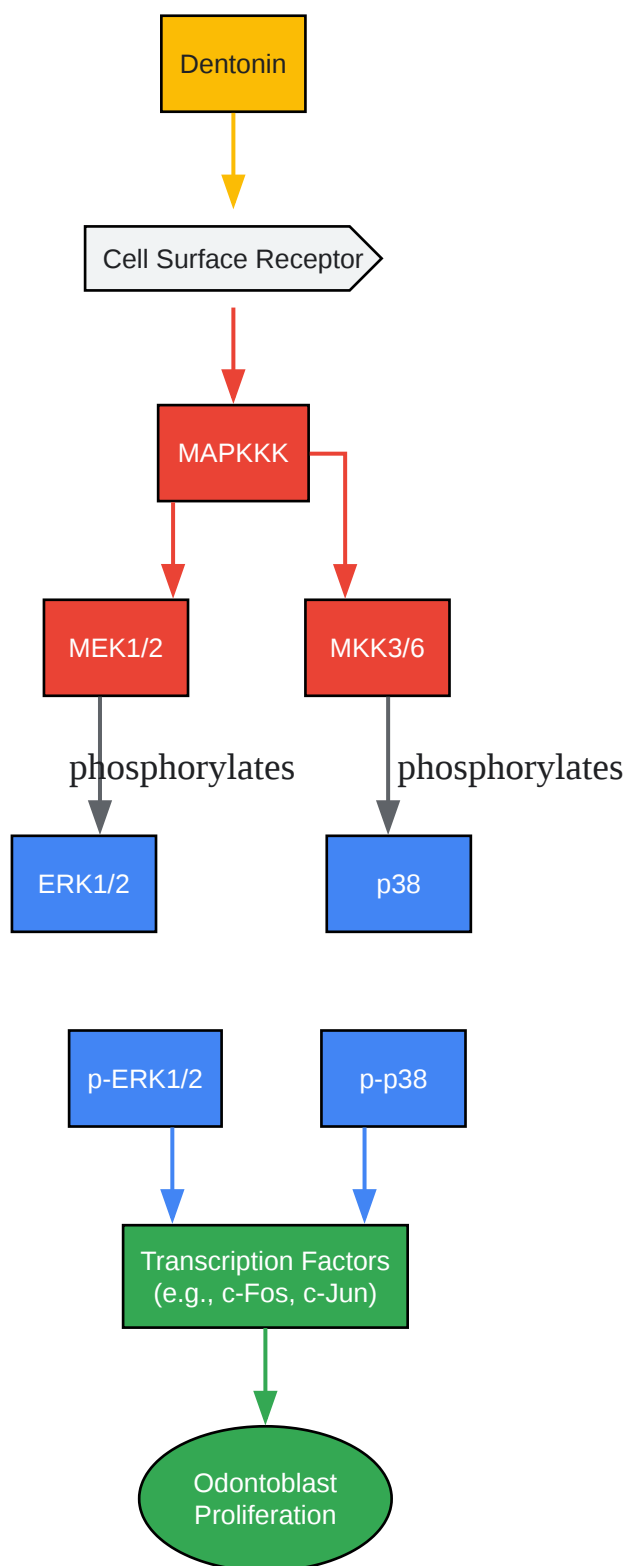 Dentonin
Cell Surface Receptor
MAPKKK
MEK1/2
MKK3/6
phosphorylates
phosphorylates
ERK1/2
p38
p-ERK1/2
p-p38
Transcription Factors
(e.g., c-Fos, c-Jun)
Odontoblast
Proliferation